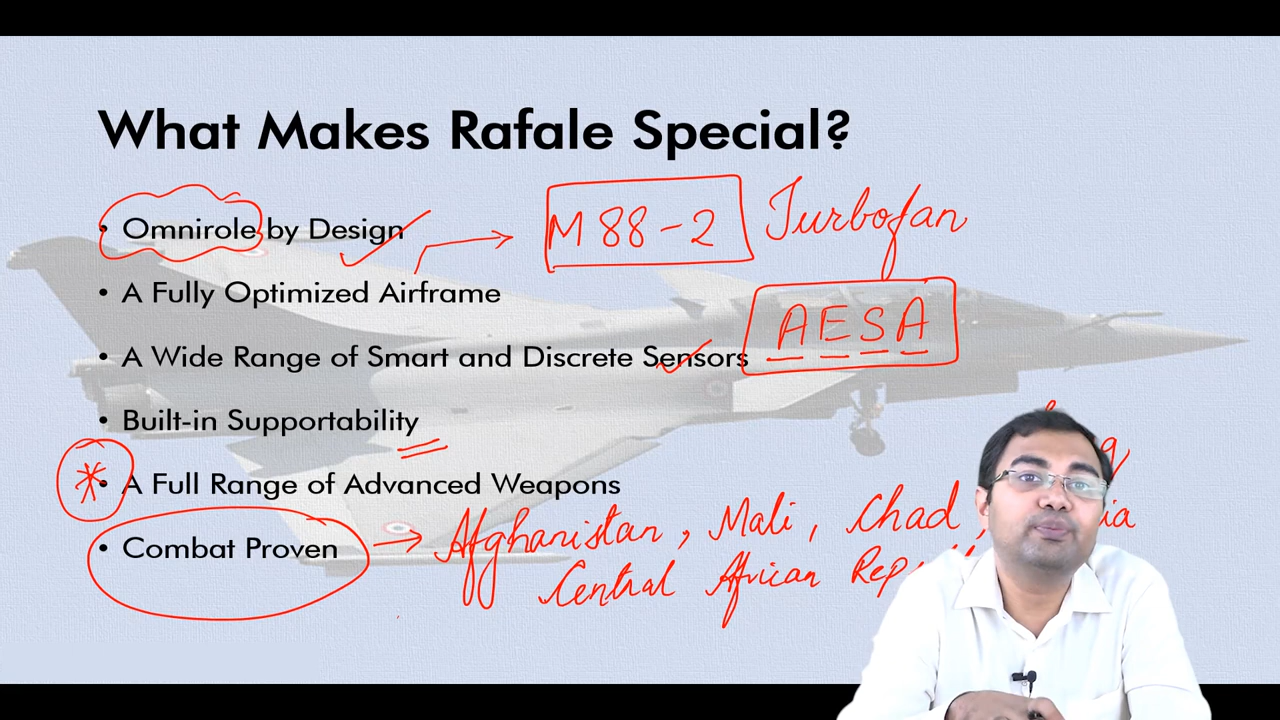 What Makes Rafale Special?
• Omnirole by Design
M88-2 Turbofan
• A Fully Optimized Airframe
AESA
• A Wide Range of Smart and Discrete Sensors
• Built-in Supportability
• A Full Range of Advanced Weapons
• Combat Proven
Afghanistan, Mali, Chad,
Central African